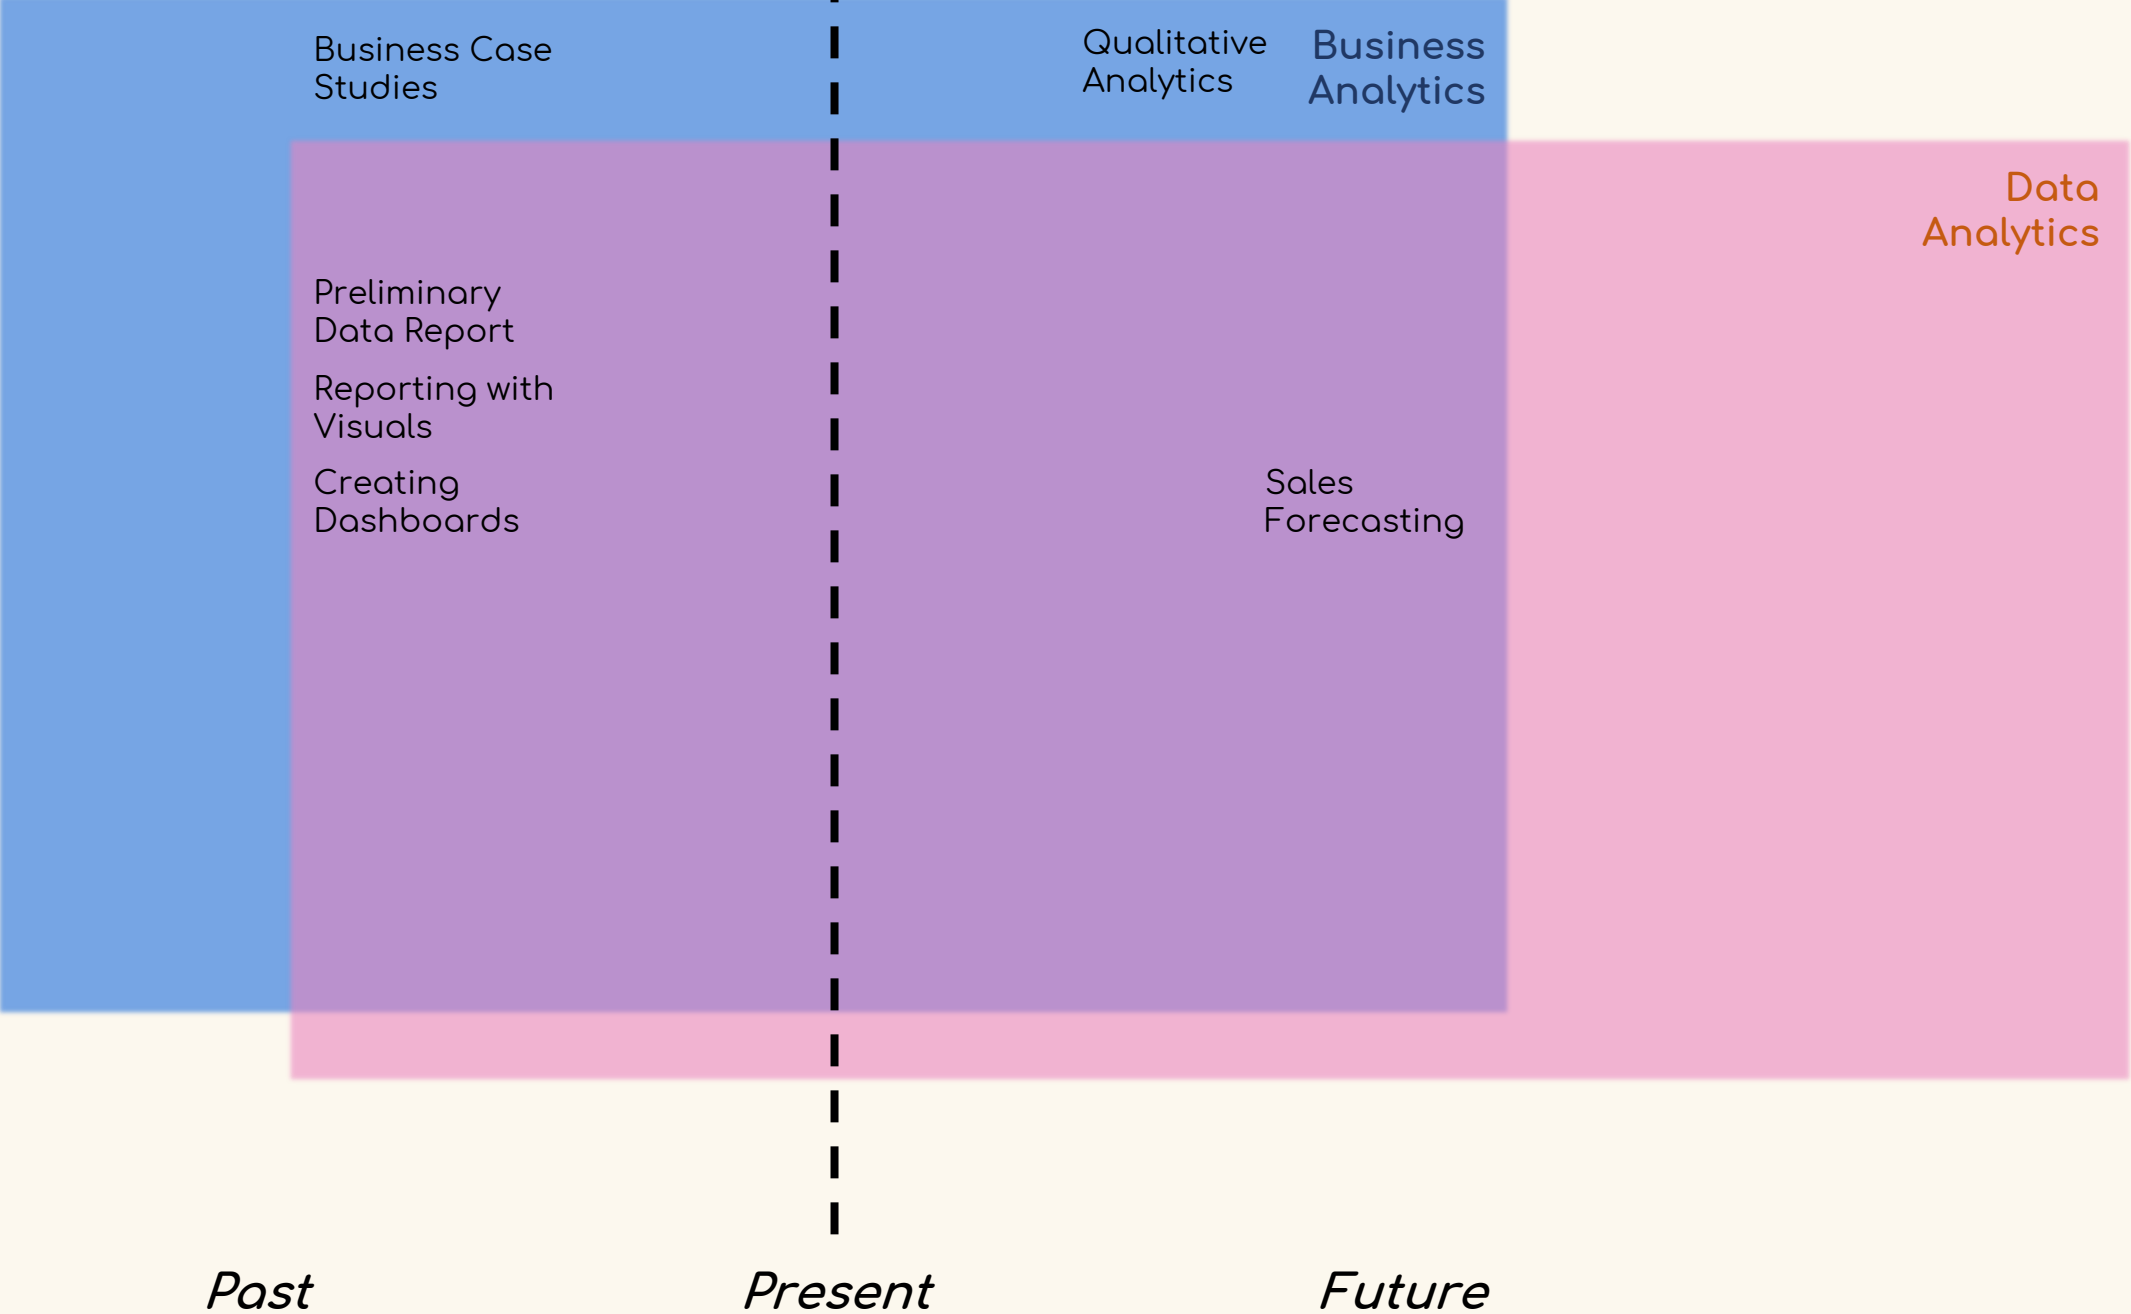 Business Case
Studies
Qualitative
Analytics
Business
Analytics
Data
Analytics
Preliminary
Data Report
Reporting with
Visuals
Creating
Dashboards
Sales
Forecasting
Past
Present
Future